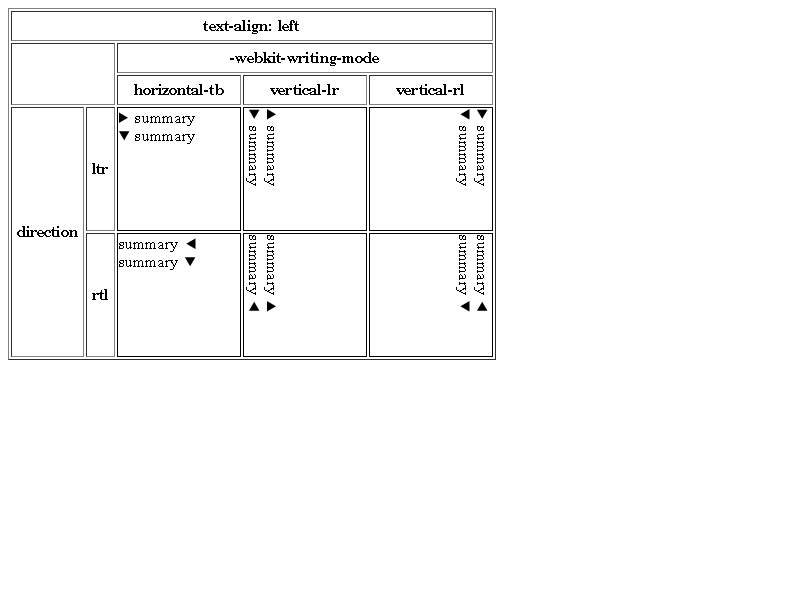 text-align: left
-webkit-writing-mode
horizontal-tb vertical-lr vertical-rl
direction
ltr
▶ summary
▼ summary
▼ summary
▶ summary
▼ summary
◀ summary
rtl
summary ◀
summary ▼
summary ▲
summary ▶
summary ▲
summary ◀